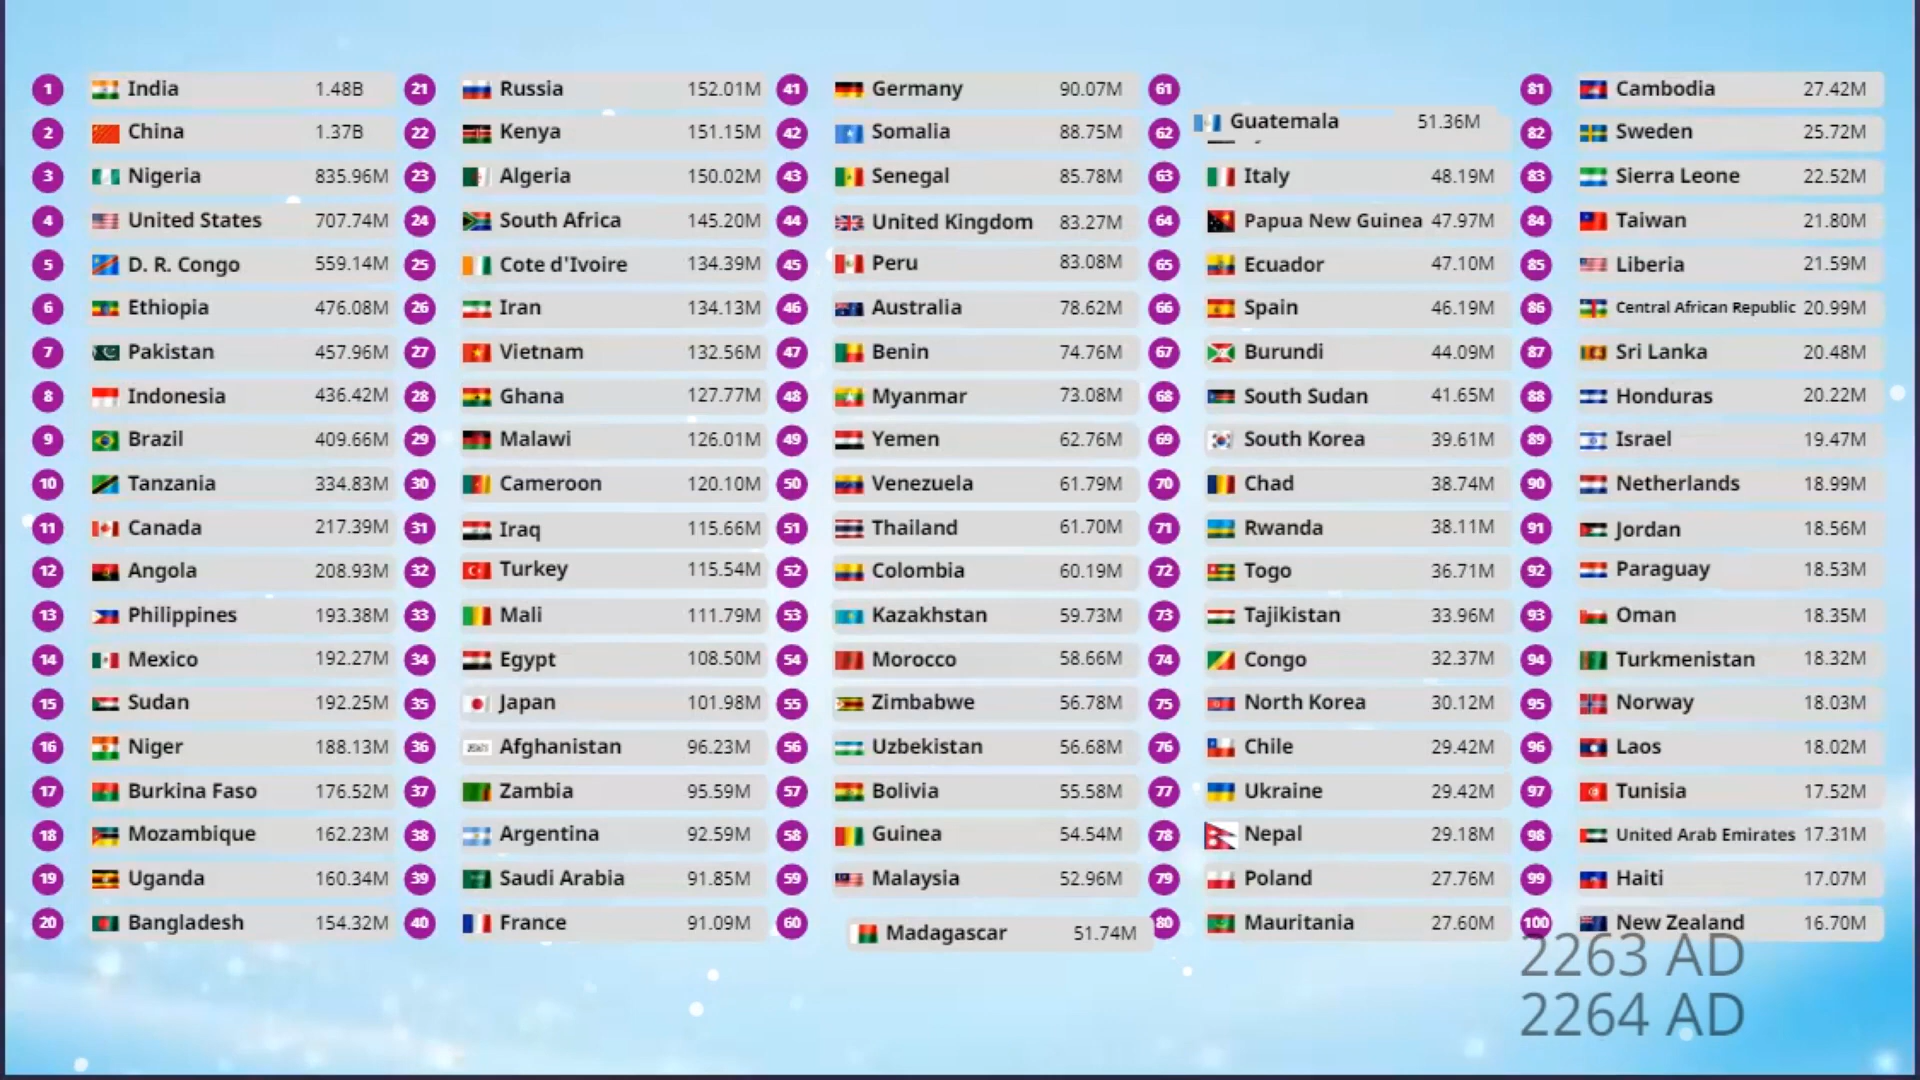 1 India 1.48B
2 China 1.37B
3 Nigeria 835.96M
4 United States 707.74M
5 D. R. Congo 559.14M
6 Ethiopia 476.08M
7 Pakistan 457.96M
8 Indonesia 436.42M
9 Brazil 409.66M
10 Tanzania 334.83M
11 Canada 217.39M
12 Angola 208.93M
13 Philippines 193.38M
14 Mexico 192.27M
15 Sudan 192.25M
16 Niger 188.13M
17 Burkina Faso 176.52M
18 Mozambique 162.23M
19 Uganda 160.34M
20 Bangladesh 154.32M
21 Russia 152.01M
22 Kenya 151.15M
23 Algeria 150.02M
24 South Africa 145.20M
25 Cote d'Ivoire 134.39M
26 Iran 134.13M
27 Vietnam 132.56M
28 Ghana 127.77M
29 Malawi 126.01M
30 Cameroon 120.10M
31 Iraq 115.66M
32 Turkey 115.54M
33 Mali 111.79M
34 Egypt 108.50M
35 Japan 101.98M
36 Afghanistan 96.23M
37 Zambia 95.59M
38 Argentina 92.59M
39 Saudi Arabia 91.85M
40 France 91.09M
41 Germany 90.07M
42 Somalia 88.75M
43 Senegal 85.78M
44 United Kingdom 83.27M
45 Peru 83.08M
46 Australia 78.62M
47 Benin 74.76M
48 Myanmar 73.08M
49 Yemen 62.76M
50 Venezuela 61.79M
51 Thailand 61.70M
52 Colombia 60.19M
53 Kazakhstan 59.73M
54 Morocco 58.66M
55 Zimbabwe 56.78M
56 Uzbekistan 56.68M
57 Bolivia 55.58M
58 Guinea 54.54M
59 Malaysia 52.96M
60 Madagascar 51.74M
61
62 Guatemala 51.36M
63 Italy 48.19M
64 Papua New Guinea 47.97M
65 Ecuador 47.10M
66 Spain 46.19M
67 Burundi 44.09M
68 South Sudan 41.65M
69 South Korea 39.61M
70 Chad 38.74M
71 Rwanda 38.11M
72 Togo 36.71M
73 Tajikistan 33.96M
74 Congo 32.37M
75 North Korea 30.12M
76 Chile 29.42M
77 Ukraine 29.42M
78 Nepal 29.18M
79 Poland 27.76M
80 Mauritania 27.60M
81 Cambodia 27.42M
82 Sweden 25.72M
83 Sierra Leone 22.52M
84 Taiwan 21.80M
85 Liberia 21.59M
86 Central African Republic 20.99M
87 Sri Lanka 20.48M
88 Honduras 20.22M
89 Israel 19.47M
90 Netherlands 18.99M
91 Jordan 18.56M
92 Paraguay 18.53M
93 Oman 18.35M
94 Turkmenistan 18.32M
95 Norway 18.03M
96 Laos 18.02M
97 Tunisia 17.52M
98 United Arab Emirates 17.31M
99 Haiti 17.07M
100 New Zealand 16.70M
2263 AD
2264 AD